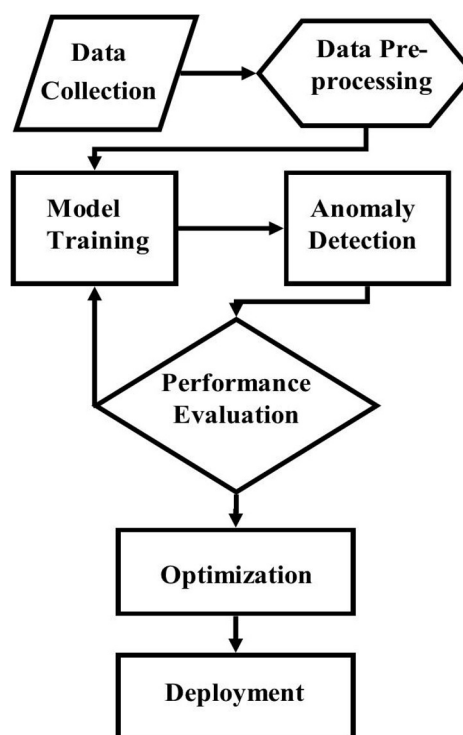 Data
Collection
Data Pre-
processing
Model
Training
Anomaly
Detection
Performance
Evaluation
Optimization
Deployment